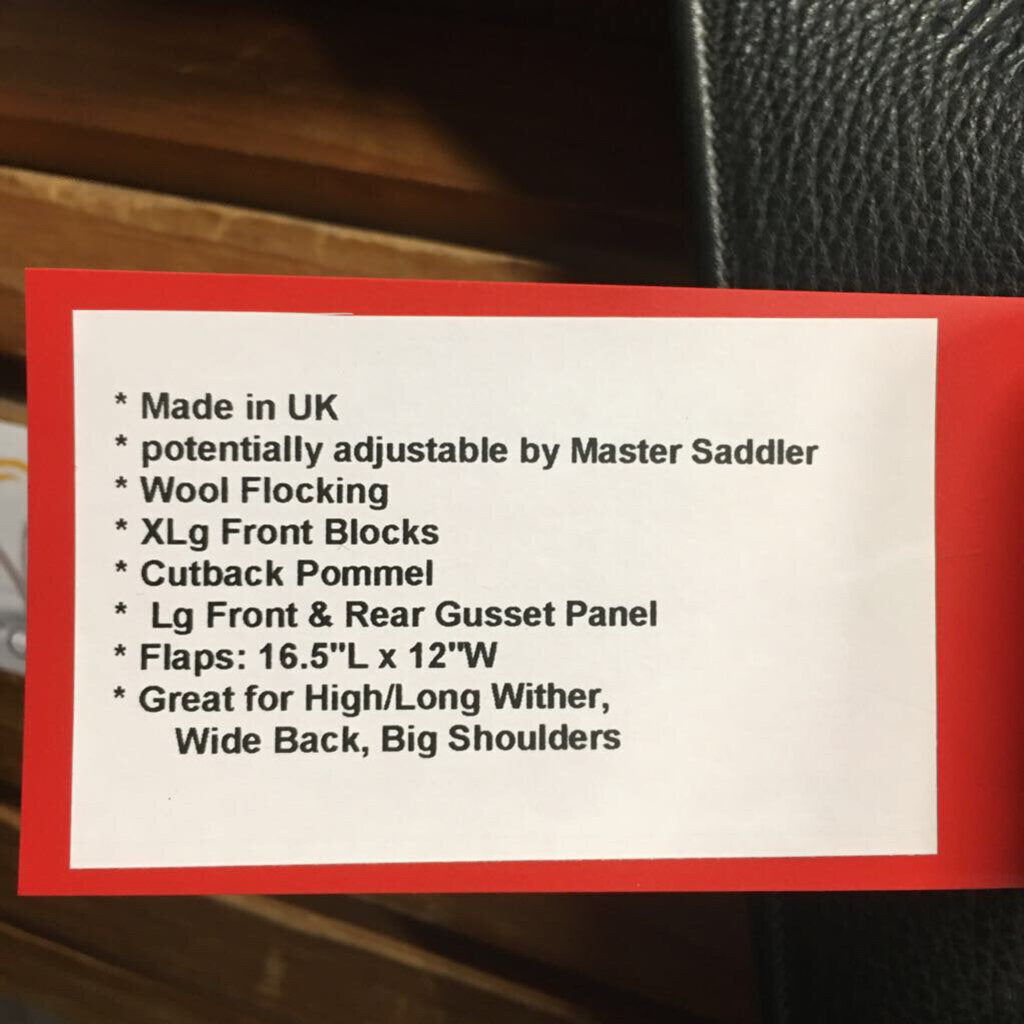 * Made in UK
* potentially adjustable by Master Saddler
* Wool Flocking
* XLg Front Blocks
* Cutback Pommel
* Lg Front & Rear Gusset Panel
* Flaps: 16.5"L x 12"W
* Great for High/Long Wither,
Wide Back, Big Shoulders